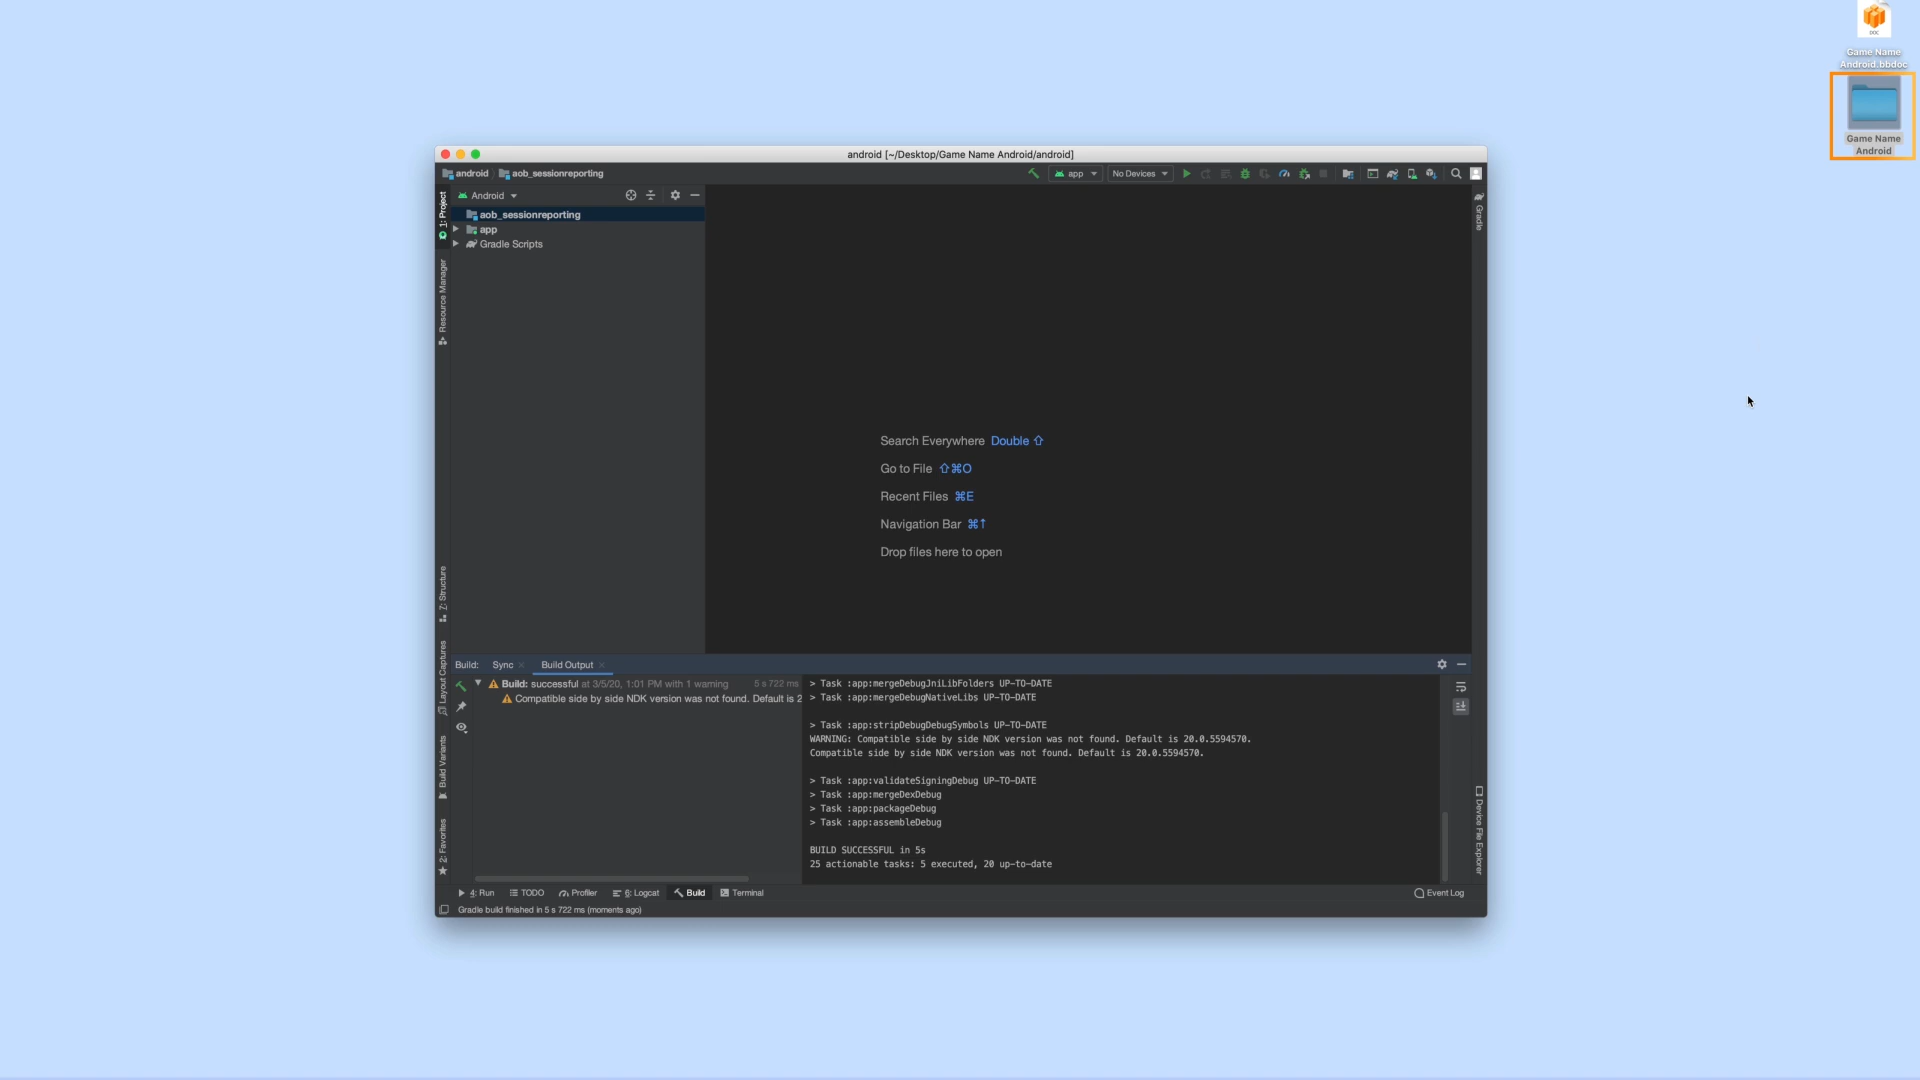 DOC
Game Name
Android.bbdoc
Game Name
Android
android [~/Desktop/Game Name Android/android]
android aob_sessionreporting
app No Devices
1: Project
Android
aob_sessionreporting
app
Gradle Scripts
Gradle
Resource Manager
Search Everywhere Double ⇧
Go to File ⇧⌘O
Recent Files ⌘E
Navigation Bar ⌘↑
Drop files here to open
Z: Structure
Layout Captures
Build Variants
2: Favorites
Build: Sync Build Output
Build: successful at 3/5/20, 1:01 PM with 1 warning 5 s 722 ms
Compatible side by side NDK version was not found. Default is 2
> Task :app:mergeDebugJniLibFolders UP-TO-DATE
> Task :app:mergeDebugNativeLibs UP-TO-DATE
> Task :app:stripDebugDebugSymbols UP-TO-DATE
WARNING: Compatible side by side NDK version was not found. Default is 20.0.5594570.
Compatible side by side NDK version was not found. Default is 20.0.5594570.
> Task :app:validateSigningDebug UP-TO-DATE
> Task :app:mergeDexDebug
> Task :app:packageDebug
> Task :app:assembleDebug
BUILD SUCCESSFUL in 5s
25 actionable tasks: 5 executed, 20 up-to-date
Device File Explorer
4: Run TODO Profiler 6: Logcat Build Terminal Event Log
Gradle build finished in 5 s 722 ms (moments ago)